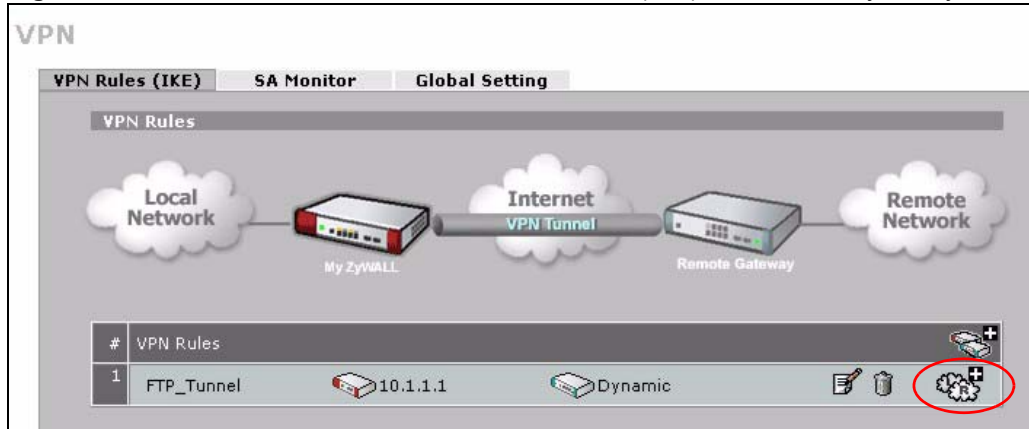 VPN
VPN Rules (IKE) SA Monitor Global Setting
VPN Rules
Local Network
Internet
VPN Tunnel
Remote Network
My ZyWALL
Remote Gateway
# VPN Rules
1 FTP_Tunnel 10.1.1.1 Dynamic
R